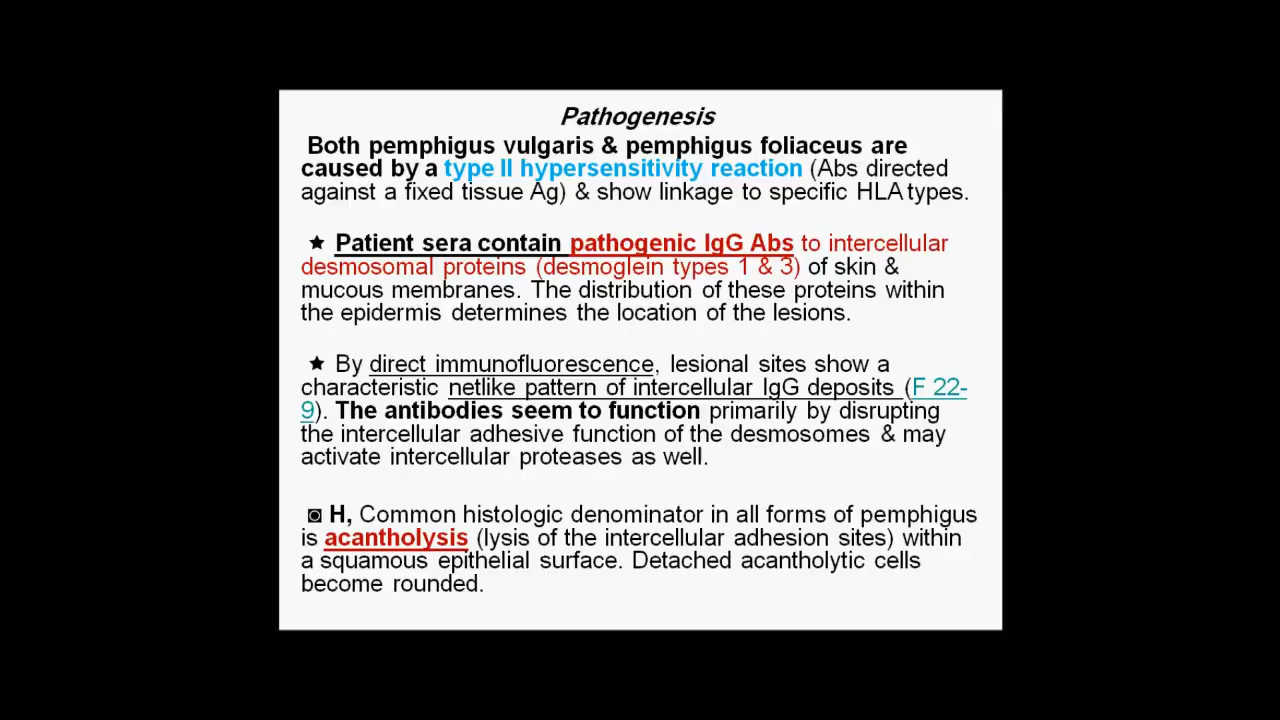 Pathogenesis
Both pemphigus vulgaris & pemphigus foliaceus are
caused by a type II hypersensitivity reaction (Abs directed
against a fixed tissue Ag) & show linkage to specific HLA types.
★ Patient sera contain pathogenic IgG Abs to intercellular
desmosomal proteins (desmoglein types 1 & 3) of skin &
mucous membranes. The distribution of these proteins within
the epidermis determines the location of the lesions.
★ By direct immunofluorescence, lesional sites show a
characteristic netlike pattern of intercellular IgG deposits (F 22-
9). The antibodies seem to function primarily by disrupting
the intercellular adhesive function of the desmosomes & may
activate intercellular proteases as well.
◙ H, Common histologic denominator in all forms of pemphigus
is acantholysis (lysis of the intercellular adhesion sites) within
a squamous epithelial surface. Detached acantholytic cells
become rounded.